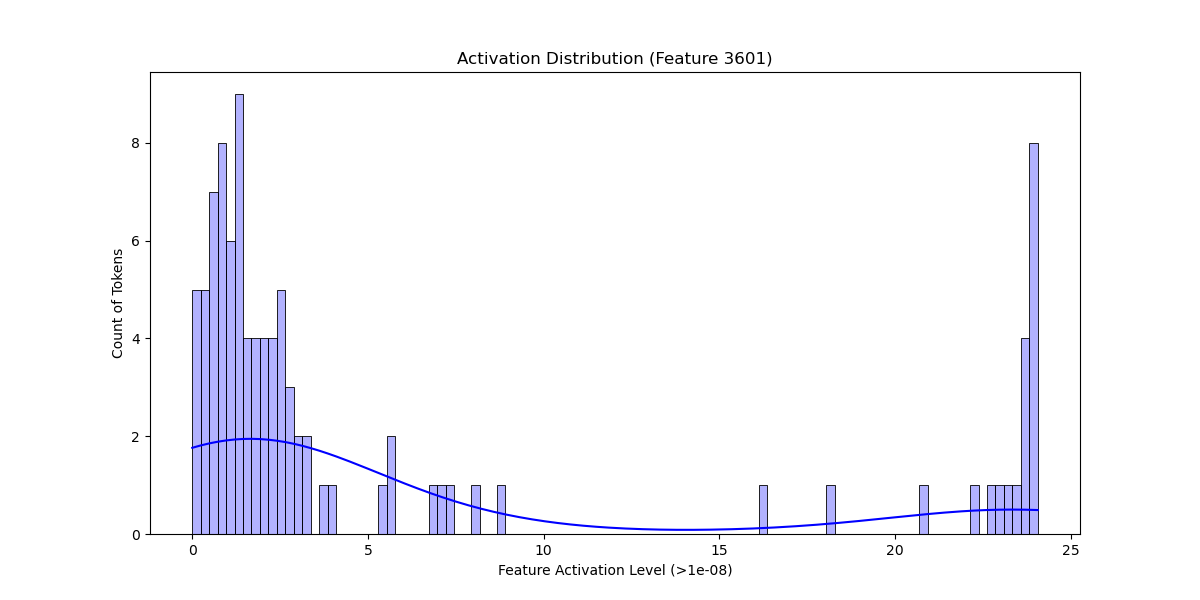 Activation Distribution (Feature 3601)
Count of Tokens
8
6
4
2
0
0 5 10 15 20 25
Feature Activation Level (>1e-08)